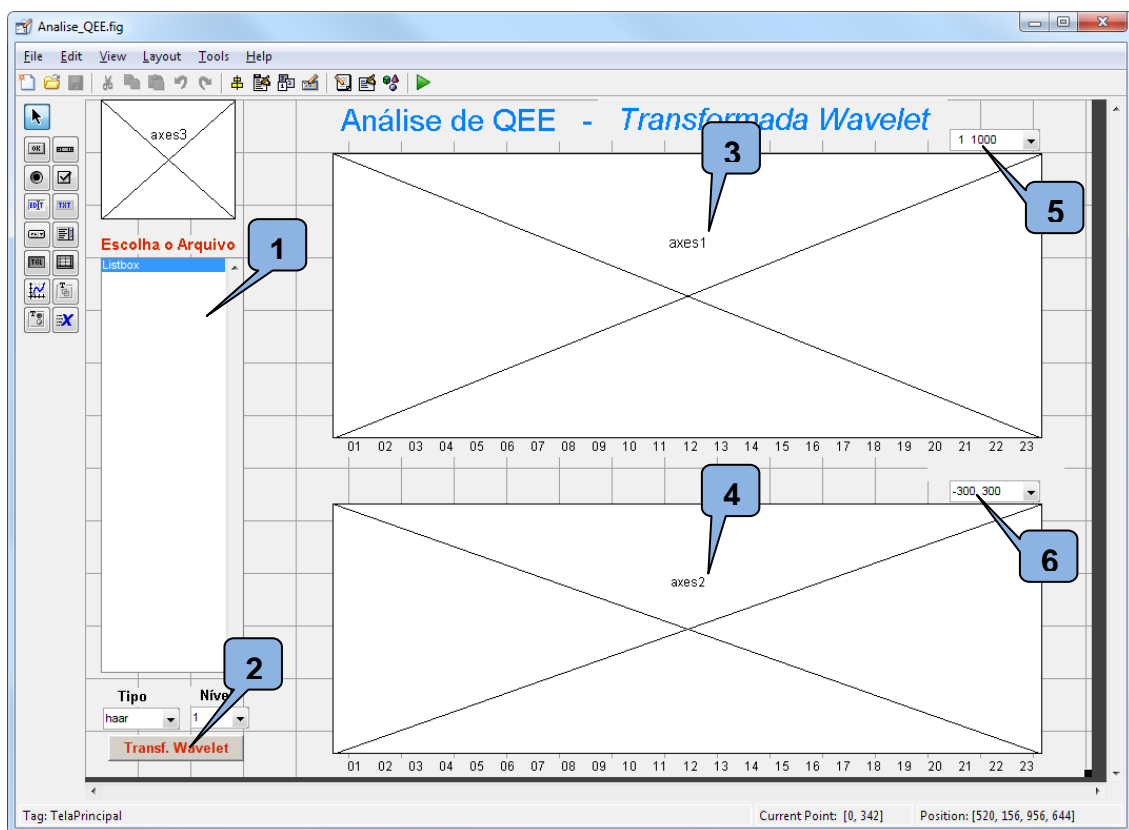 Analise_QEE.fig
File Edit View Layout Tools Help
axes3
Análise de QEE - Transformada Wavelet
1 1000
3
5
axes1
Escolha o Arquivo
1
Listbox
01 02 03 04 05 06 07 08 09 10 11 12 13 14 15 16 17 18 19 20 21 22 23
4
-300 300
6
axes2
2
Tipo
haar
1
Transf. Wavelet
01 02 03 04 05 06 07 08 09 10 11 12 13 14 15 16 17 18 19 20 21 22 23
OK
EDIT TXT
TGL
Tag: TelaPrincipal
Current Point: [0, 342]
Position: [520, 156, 956, 644]